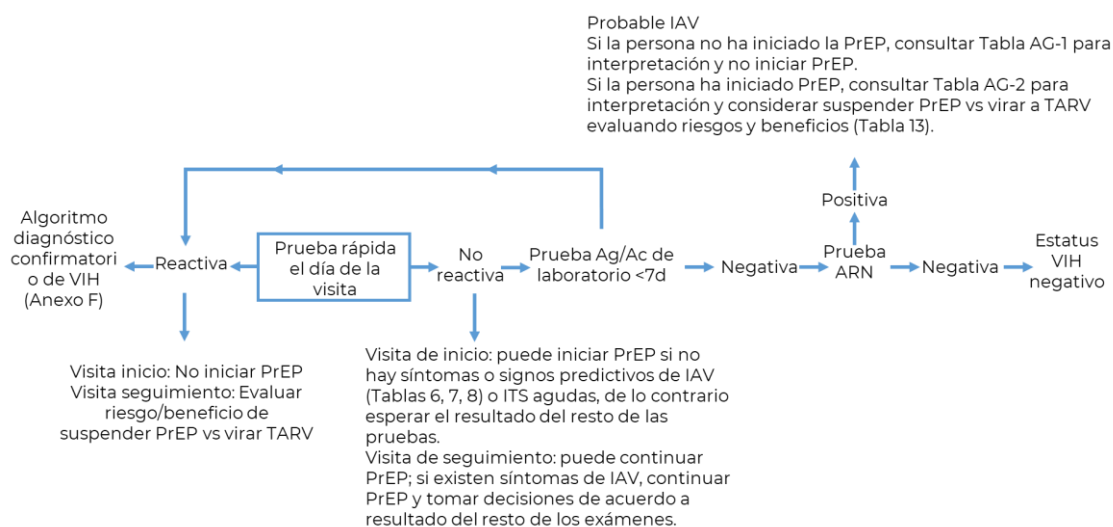 Probable IAV
Si la persona no ha iniciado la PrEP, consultar Tabla AG-1 para
interpretación y no iniciar PrEP.
Si la persona ha iniciado PrEP, consultar Tabla AG-2 para
interpretación y considerar suspender PrEP vs virar a TARV
evaluando riesgos y beneficios (Tabla 13).
Positiva
Algoritmo
diagnóstico
confirmatori
o de VIH
(Anexo F)
Reactiva
Prueba rápida
el día de la
visita
No
reactiva
Prueba Ag/Ac de
laboratorio <7d
Negativa
Prueba
ARN
Negativa
Estatus
VIH
negativo
Visita inicio: No iniciar PrEP
Visita seguimiento: Evaluar
riesgo/beneficio de
suspender PrEP vs virar TARV
Visita de inicio: puede iniciar PrEP si no
hay síntomas o signos predictivos de IAV
(Tablas 6, 7, 8) o ITS agudas, de lo contrario
esperar el resultado del resto de las
pruebas.
Visita de seguimiento: puede continuar
PrEP; si existen síntomas de IAV, continuar
PrEP y tomar decisiones de acuerdo a
resultado del resto de los exámenes.